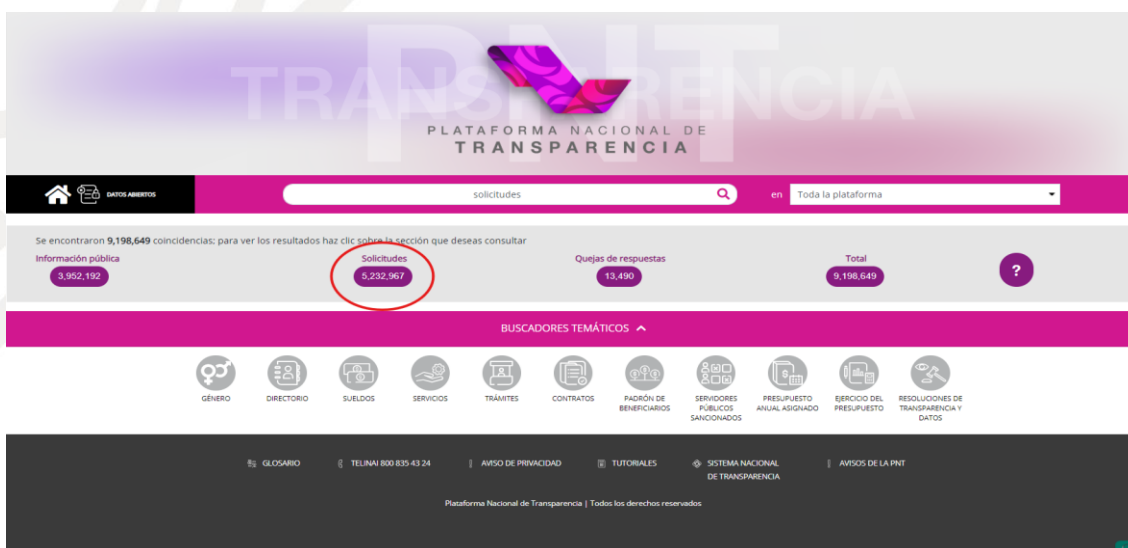 PNT
TRANSPARENCIA
PLATAFORMA NACIONAL DE
TRANSPARENCIA
DATOS ABIERTOS
solicitudes
en
Toda la plataforma
Se encontraron 9,198,649 coincidencias; para ver los resultados haz clic sobre la sección que deseas consultar
Información pública
3,952,192
Solicitudes
5,232,967
Quejas de respuestas
13,490
Total
9,198,649
?
BUSCADORES TEMÁTICOS
GÉNERO
DIRECTORIO
SUELDOS
SERVICIOS
TRÁMITES
CONTRATOS
PADRÓN DE
BENEFICIARIOS
SERVIDORES
PÚBLICOS
SANCIONADOS
PRESUPUESTO
ANUAL ASIGNADO
EJERCICIO DEL
PRESUPUESTO
RESOLUCIONES DE
TRANSPARENCIA Y
DATOS
GLOSARIO
TELINAI 800 835 43 24
AVISO DE PRIVACIDAD
TUTORIALES
SISTEMA NACIONAL
DE TRANSPARENCIA
AVISOS DE LA PNT
Plataforma Nacional de Transparencia | Todos los derechos reservados